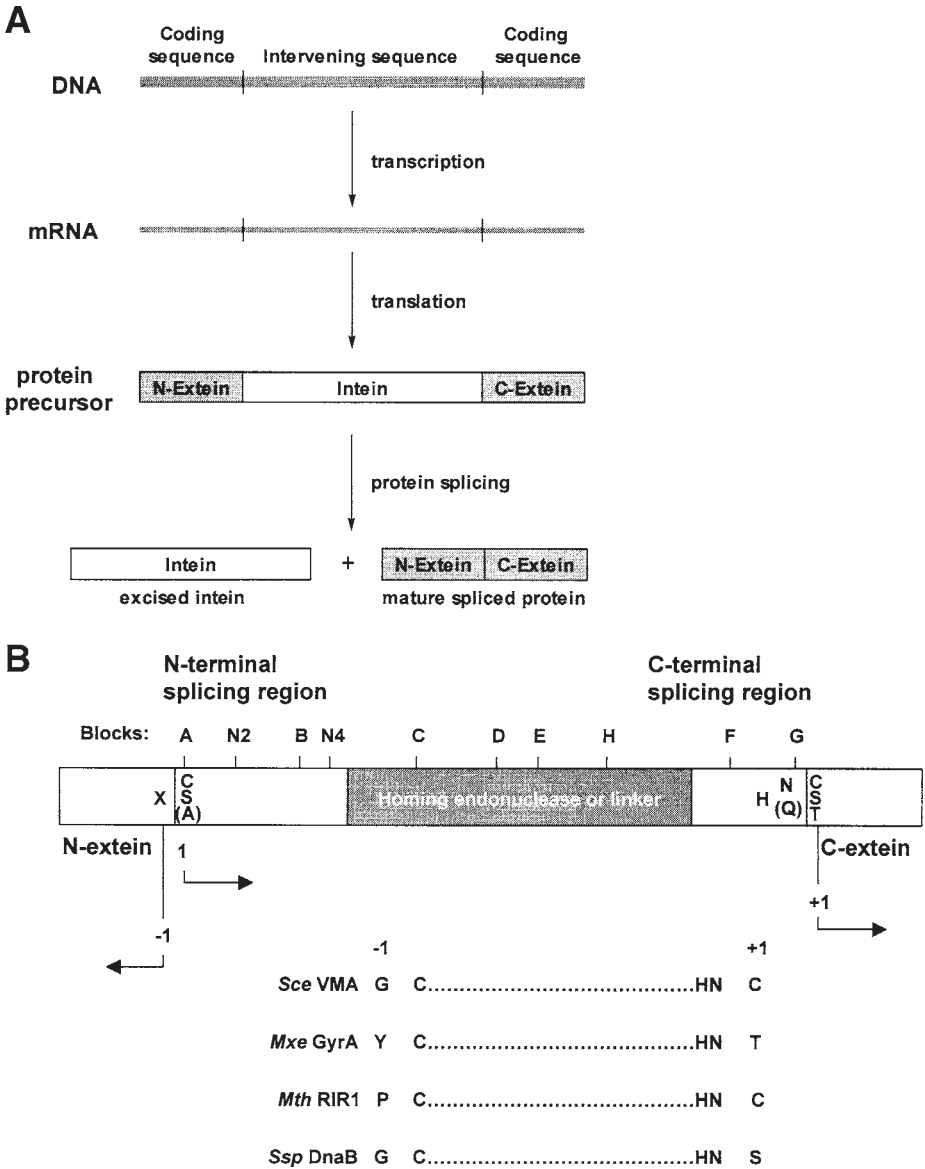 A
Coding sequence
Intervening sequence
Coding sequence
DNA
transcription
mRNA
translation
protein precursor
N-Extein Intein C-Extein
protein splicing
Intein + N-Extein C-Extein
excised intein mature spliced protein
B
N-terminal splicing region
C-terminal splicing region
Blocks: A N2 B N4 C D E H F G
X C S (A) Homing endonuclease or linker H N (Q) C S T
N-extein C-extein
1
+1
-1
-1 +1
Sce VMA G C........................................HN C
Mxe GyrA Y C........................................HN T
Mth RIR1 P C........................................HN C
Ssp DnaB G C........................................HN S